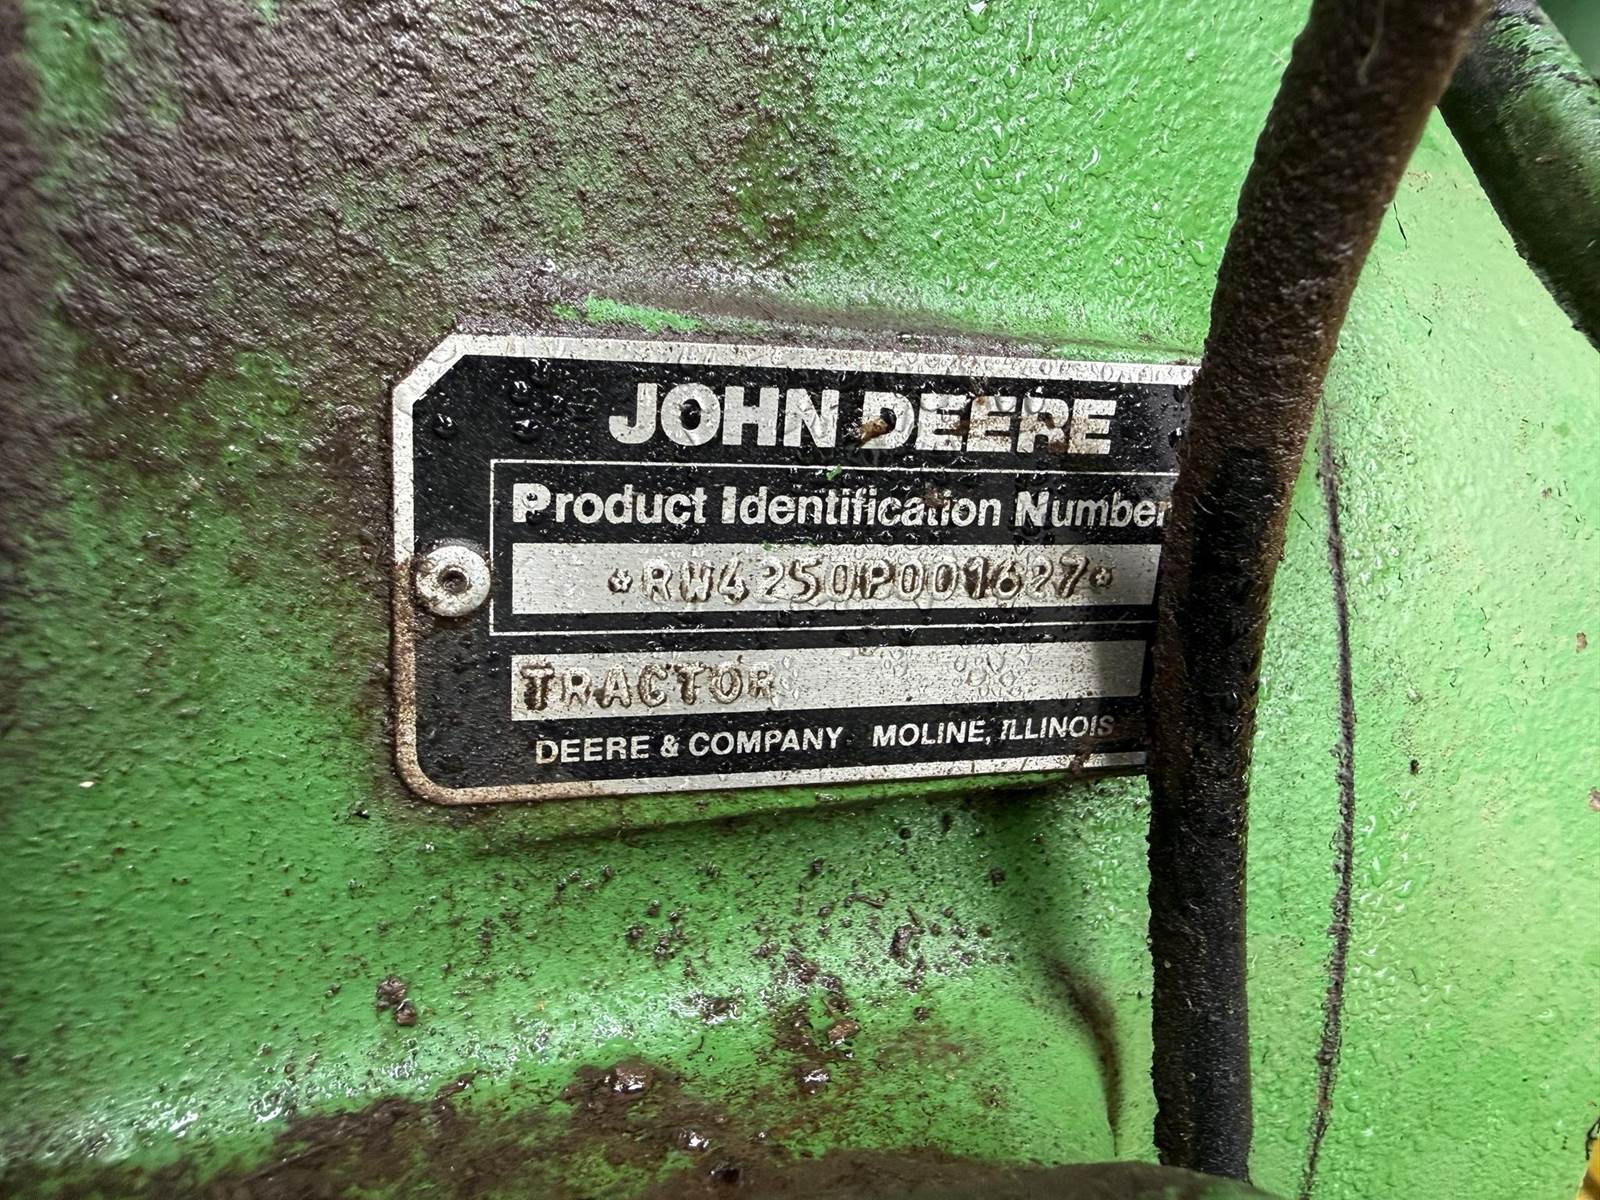 JOHN DEERE
Product Identification Number
*RW4250P001627*
TRACTOR
DEERE & COMPANY MOLINE, ILLINOIS